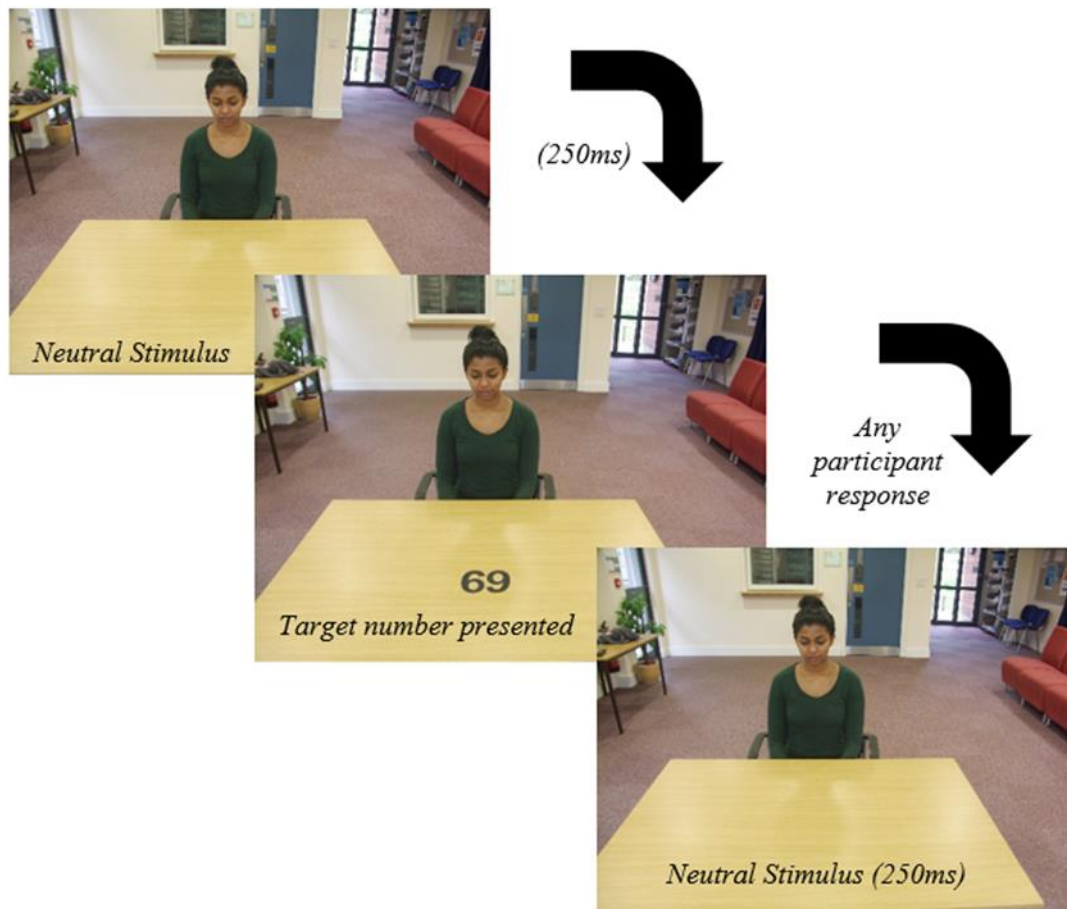 (250ms)
Neutral Stimulus
Any
participant
response
69
Target number presented
Neutral Stimulus (250ms)